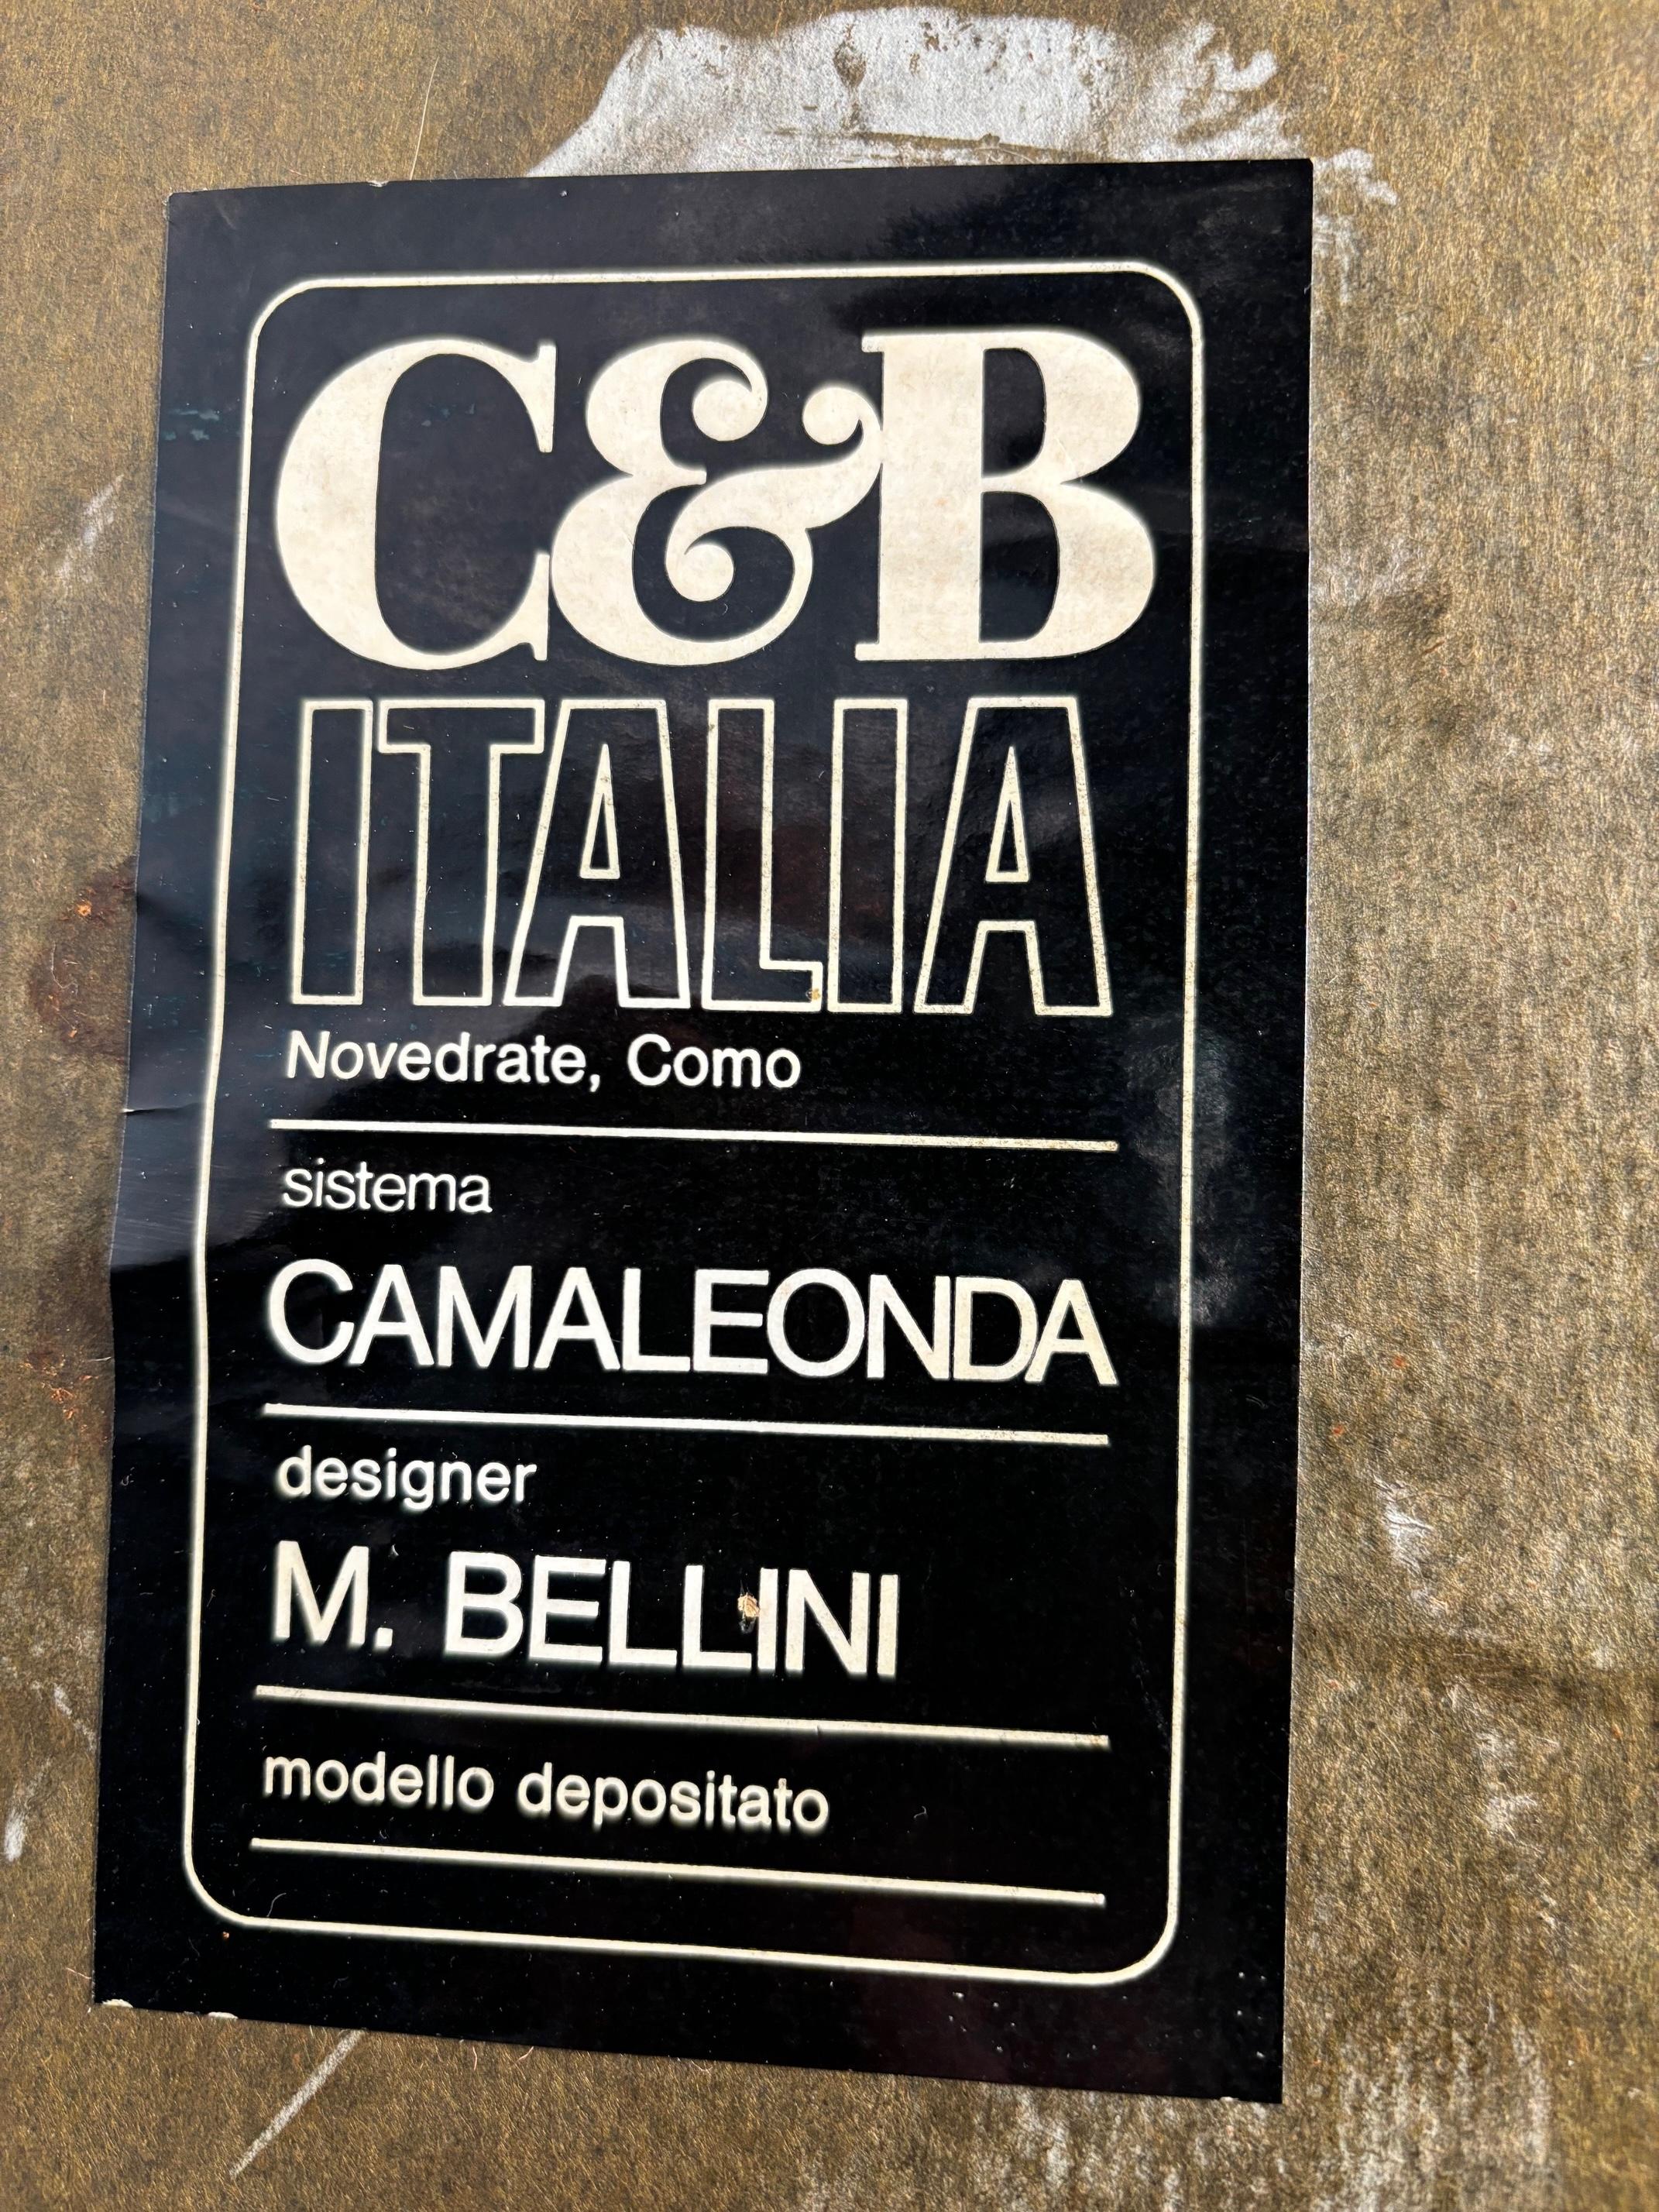 C&B
ITALIA
Novedrate, Como
sistema
CAMALEONDA
designer
M. BELLINI
modello depositato